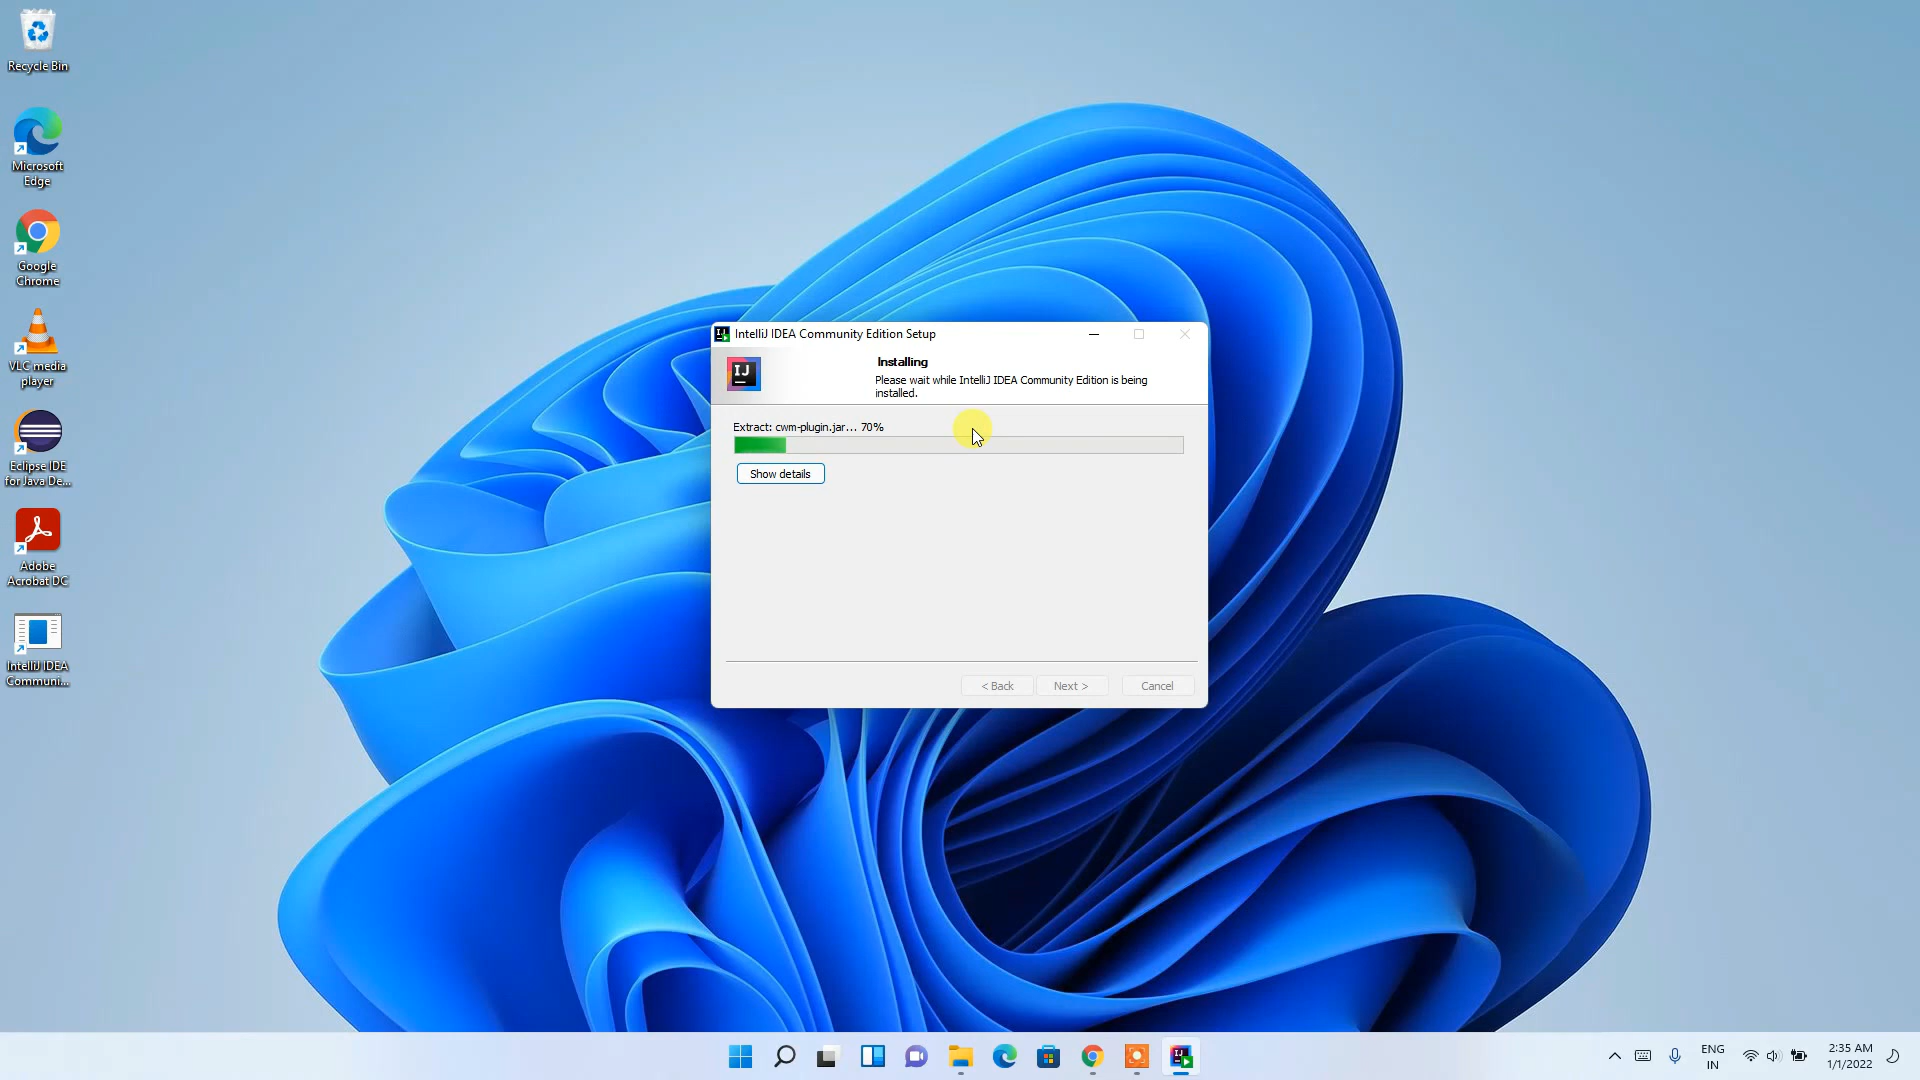 Recycle Bin
Microsoft
Edge
Google
Chrome
VLC media
player
Eclipse IDE
for Java De...
Adobe
Acrobat DC
IntelliJ IDEA
Communi...
IntelliJ IDEA Community Edition Setup
IJ
Installing
Please wait while IntelliJ IDEA Community Edition is being
installed.
Extract: cwm-plugin.jar... 70%
Show details
< Back
Next >
Cancel
ENG
IN
2:35 AM
1/1/2022